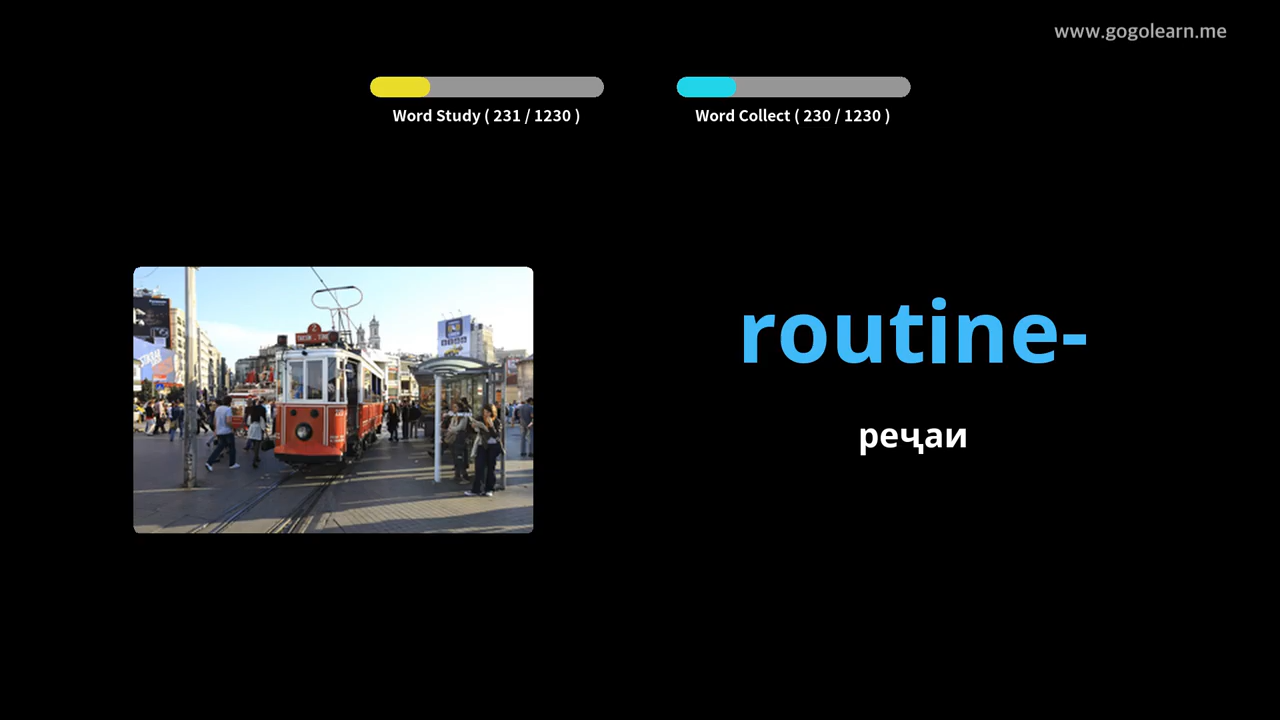 www.gogolearn.me
Word Study ( 231 / 1230 )
Word Collect ( 230 / 1230 )
routine-
реҷаи